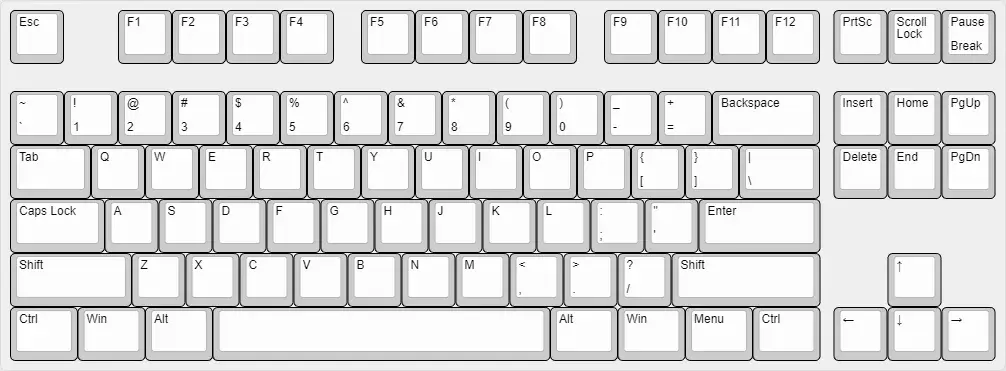 Esc F1 F2 F3 F4 F5 F6 F7 F8 F9 F10 F11 F12 PrtSc Scroll Pause
Lock
Break
~ ! @ # $ % ^ & * ( ) _ + Backspace Insert Home PgUp
` 1 2 3 4 5 6 7 8 9 0 - =
Tab Q W E R T Y U I O P { } | Delete End PgDn
[ ] \
Caps Lock A S D F G H J K L : " Enter
; '
Shift Z X C V B N M < > ? Shift ↑
, . /
Ctrl Win Alt Alt Win Menu Ctrl ← ↓ →